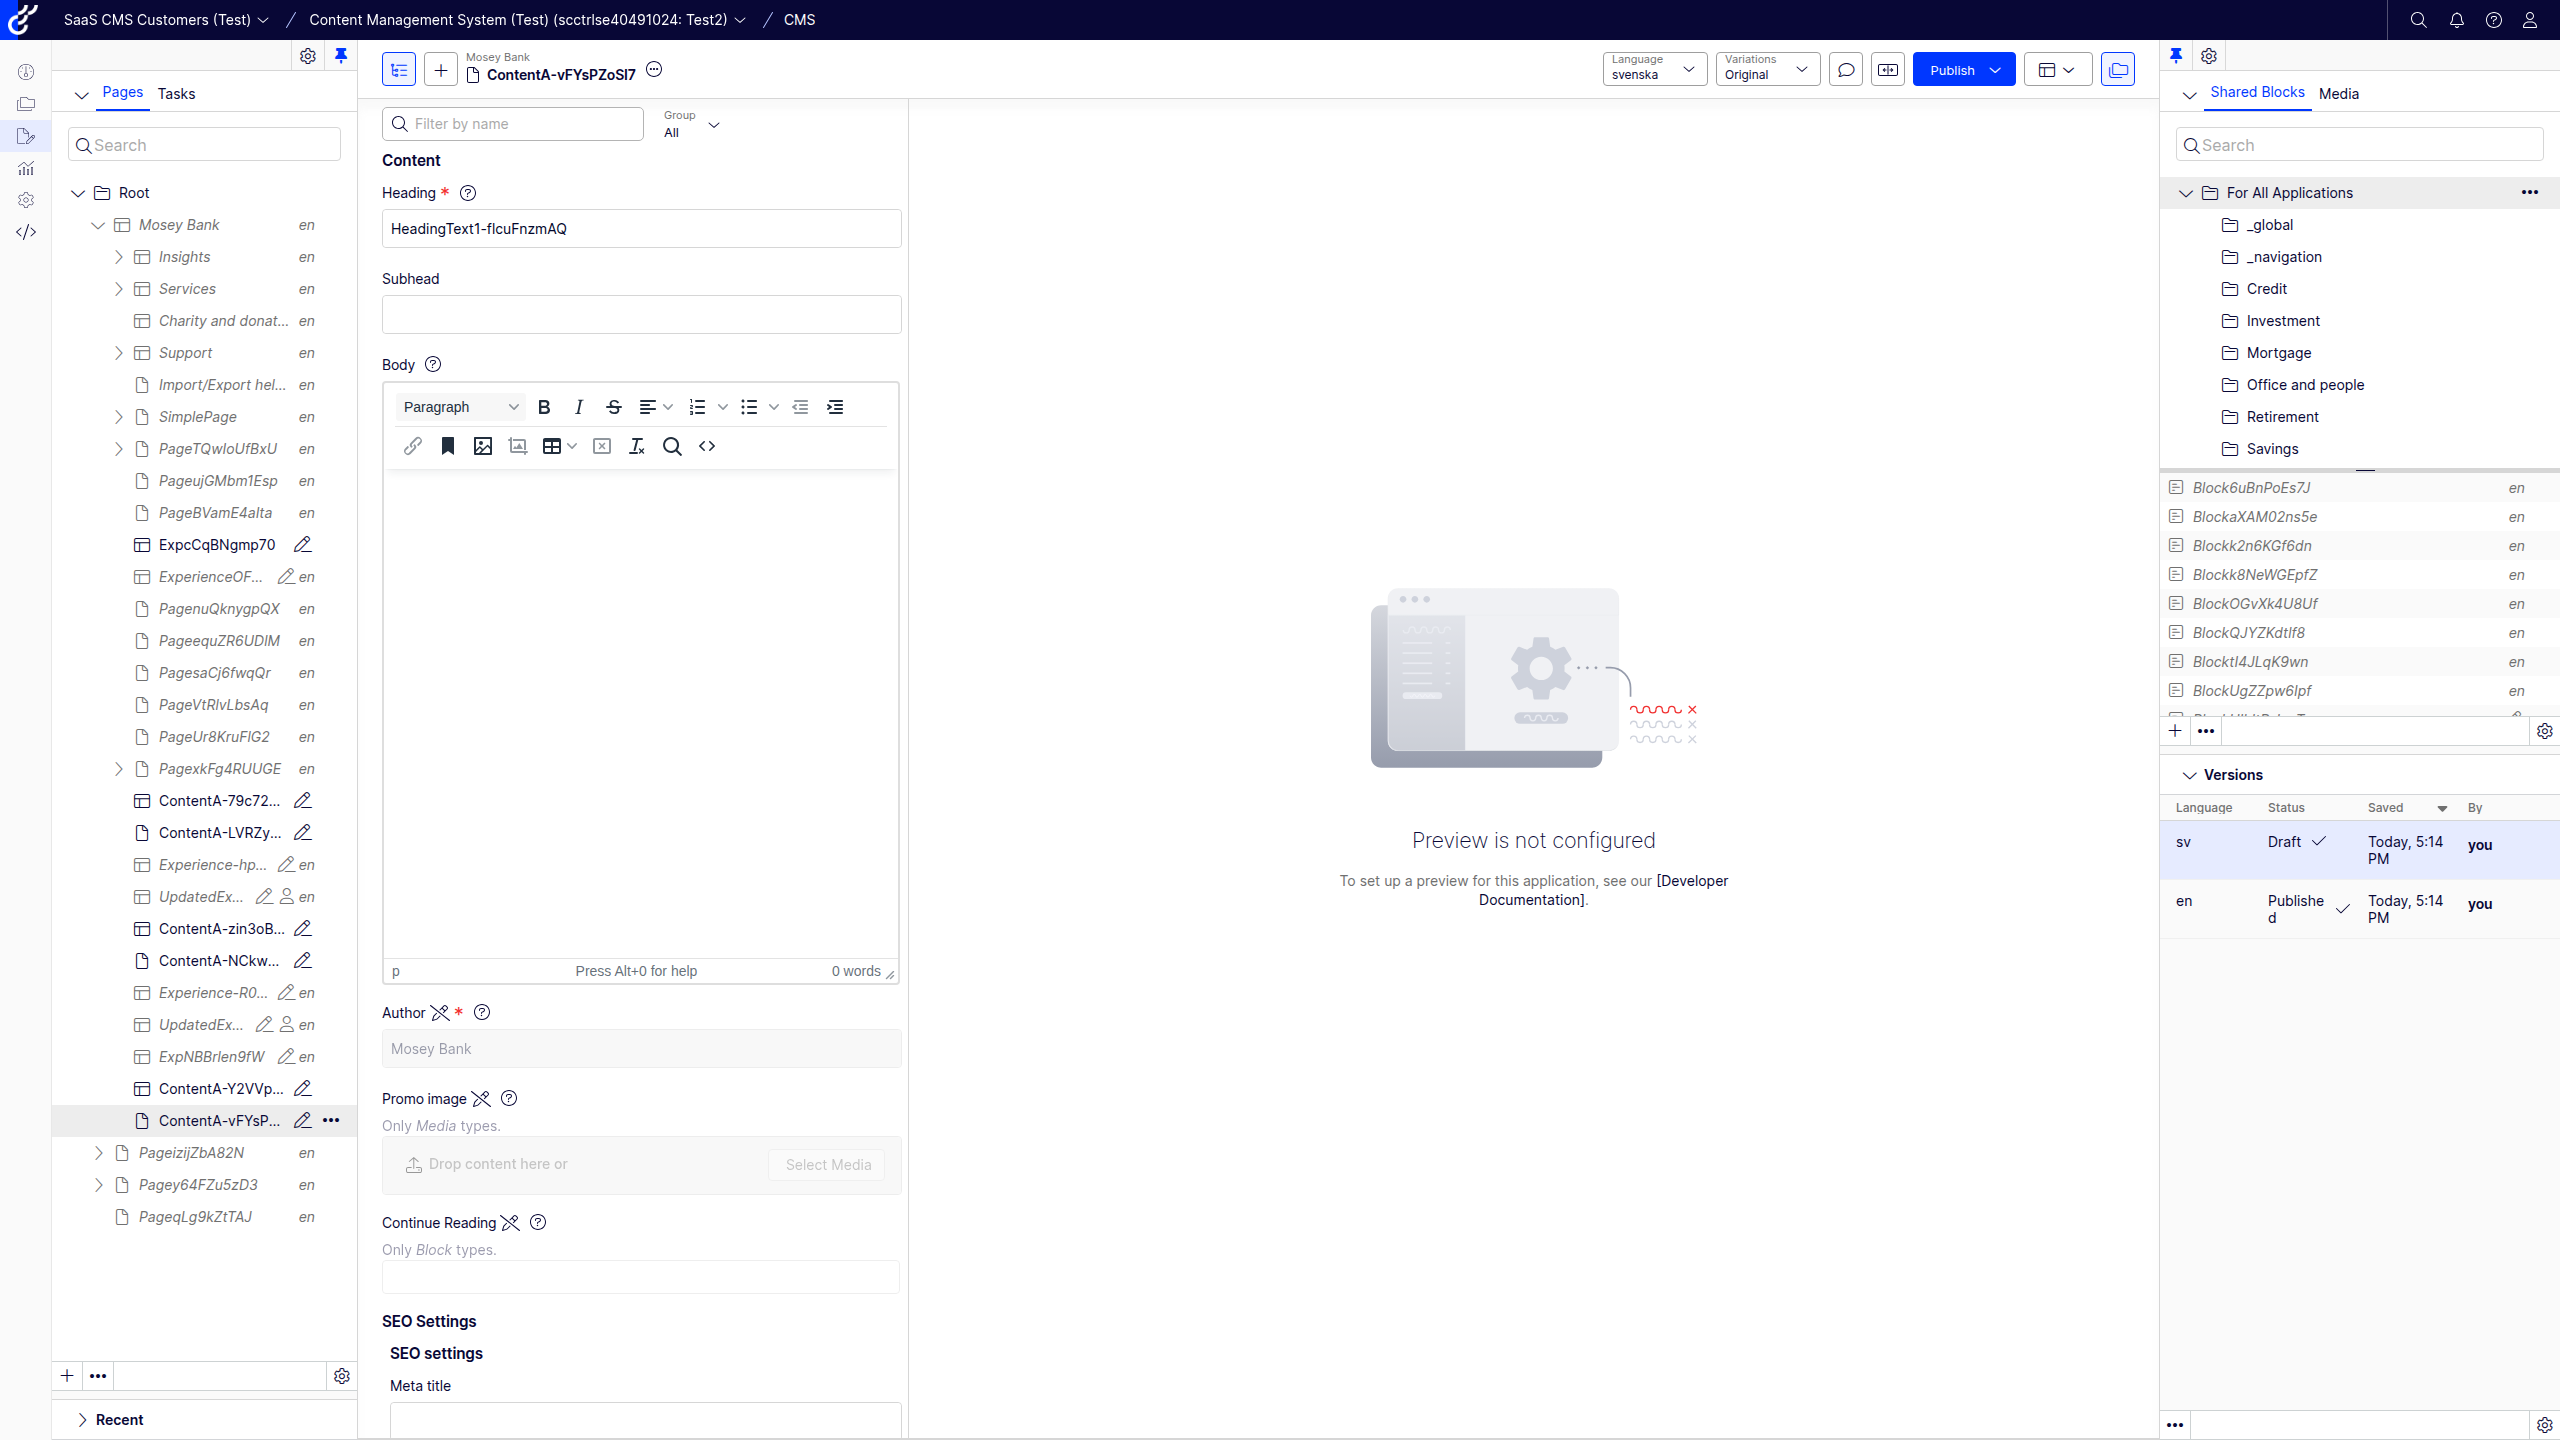 SaaS CMS Customers (Test)
Content Management System (Test) (scctrlse40491024: Test2)
CMS
Pages
Tasks
Search
Root
Mosey Bank en
Insights en
Services en
Charity and donat... en
Support en
Import/Export hel... en
SimplePage en
PageTQwIoUfBxU en
PageujGMbm1Esp en
PageBVamE4aIta en
ExpcCqBNgmp70
ExperienceOF... en
PagenuQknygpQX en
PageequZR6UDIM en
PagesaCj6fwqQr en
PageVtRIvLbsAq en
PageUr8KruFIG2 en
PagexkFg4RUUGE en
ContentA-79c72...
ContentA-LVRZy...
Experience-hp... en
UpdatedEx... en
ContentA-zin3oB...
ContentA-NCkw...
Experience-R0... en
UpdatedEx... en
ExpNBBrIen9fW en
ContentA-Y2VVp...
ContentA-vFYsP...
PageizijZbA82N en
Pagey64FZu5zD3 en
PageqLg9kZtTAJ en
Recent
Mosey Bank
ContentA-vFYsPZoSI7
Language
svenska
Variations
Original
Publish
Filter by name
Group
All
Content
Heading *
HeadingText1-fIcuFnzmAQ
Subhead
Body
Paragraph
p
Press Alt+0 for help
0 words
Author *
Mosey Bank
Promo image
Only Media types.
Drop content here or
Select Media
Continue Reading
Only Block types.
SEO Settings
SEO settings
Meta title
Preview is not configured
To set up a preview for this application, see our [Developer
Documentation].
Shared Blocks
Media
Search
For All Applications
_global
_navigation
Credit
Investment
Mortgage
Office and people
Retirement
Savings
Block6uBnPoEs7J en
BlockaXAM02ns5e en
Blockk2n6KGf6dn en
Blockk8NeWGEpfZ en
BlockOGvXk4U8Uf en
BlockQJYZKdtIf8 en
BlocktI4JLqK9wn en
BlockUgZZpw6Ipf en
Versions
Language Status Saved By
sv Draft Today, 5:14 PM you
en Published Today, 5:14 PM you